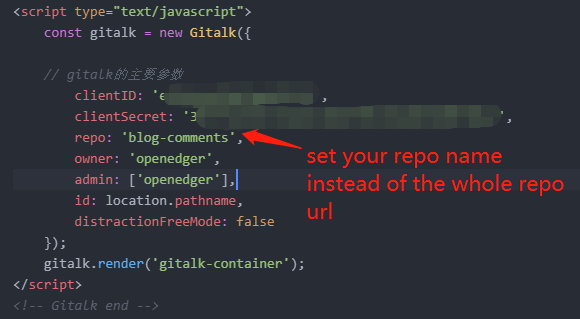 <script type="text/javascript">
const gitalk = new Gitalk({
// gitalk的主要参数
clientID: ' ',
clientSecret: '3 ',
repo: 'blog-comments',
owner: 'openedger',
admin: ['openedger'],
id: location.pathname,
distractionFreeMode: false
});
gitalk.render('gitalk-container');
</script>
<!-- Gitalk end -->
set your repo name
instead of the whole repo
url